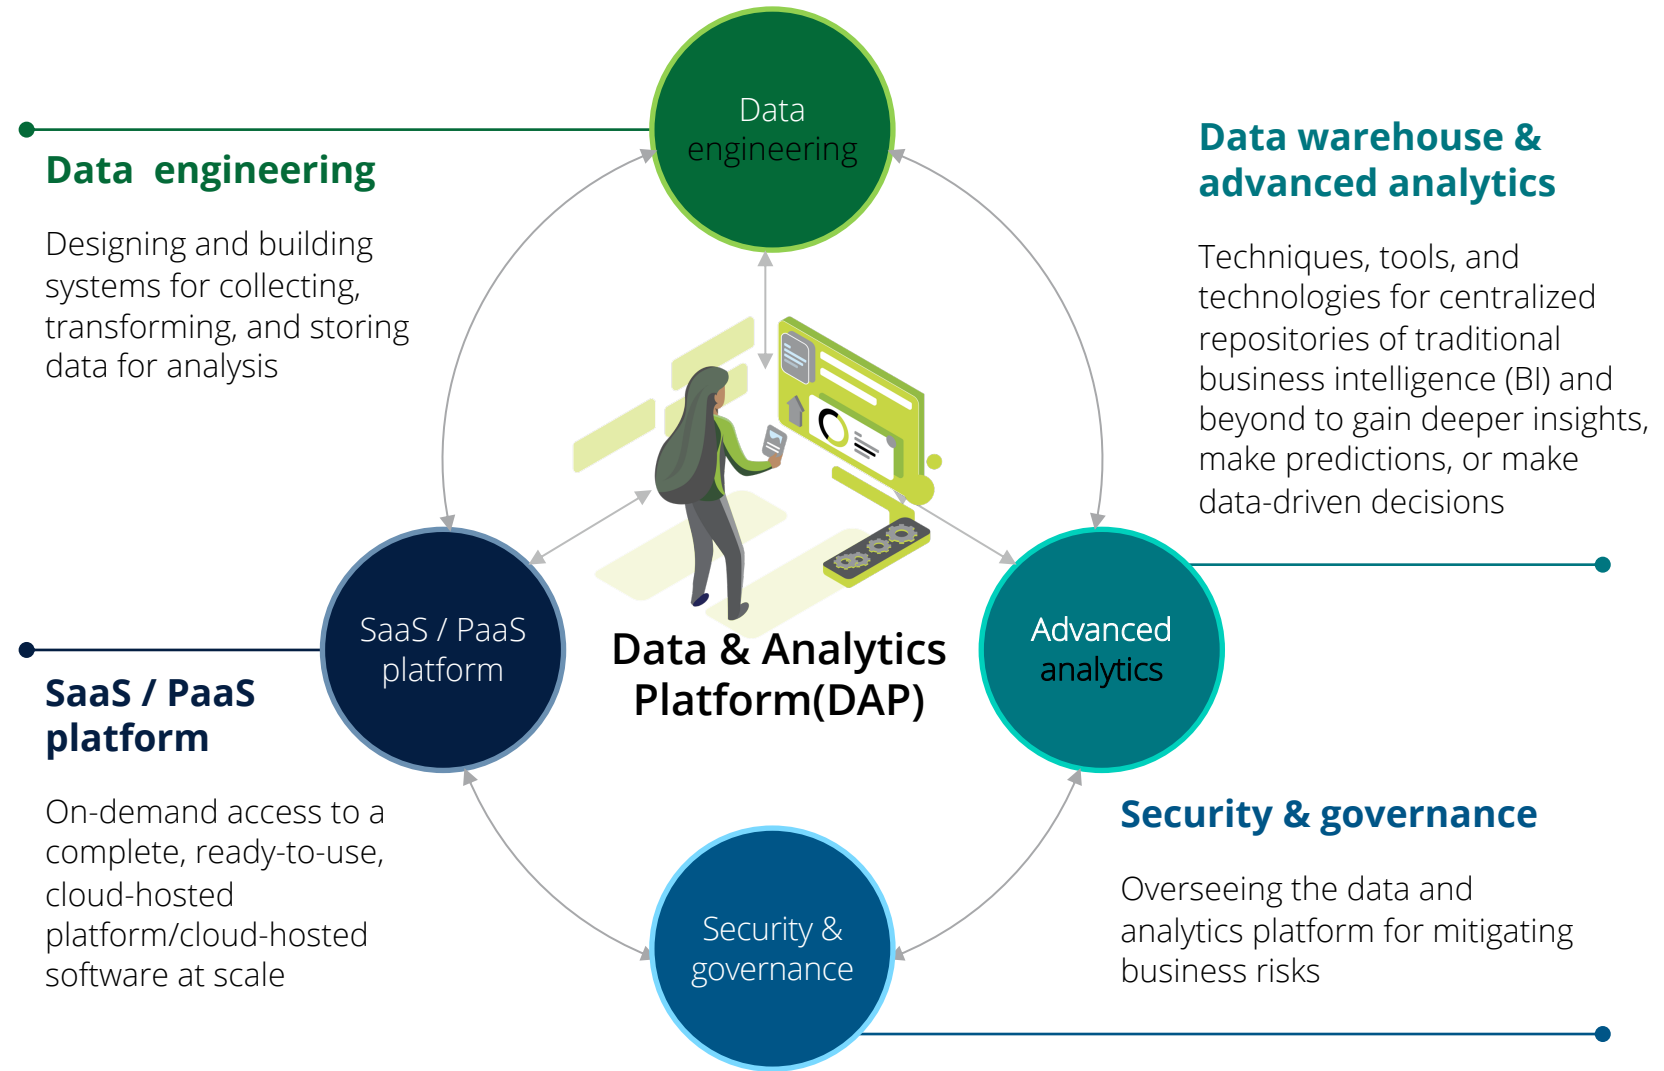 Data
engineering
Data engineering
Designing and building
systems for collecting,
transforming, and storing
data for analysis
Data warehouse &
advanced analytics
Techniques, tools, and
technologies for centralized
repositories of traditional
business intelligence (BI) and
beyond to gain deeper insights,
make predictions, or make
data-driven decisions
SaaS / PaaS
platform
Data & Analytics
Platform(DAP)
Advanced
analytics
SaaS / PaaS
platform
On-demand access to a
complete, ready-to-use,
cloud-hosted
platform/cloud-hosted
software at scale
Security &
governance
Security & governance
Overseeing the data and
analytics platform for mitigating
business risks